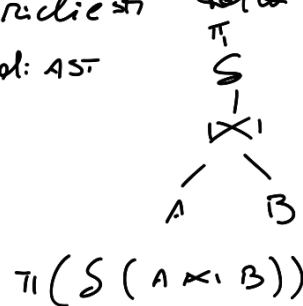 π
: AST
S
|⋈|
A B
π ( S ( A ⋈ B ) )